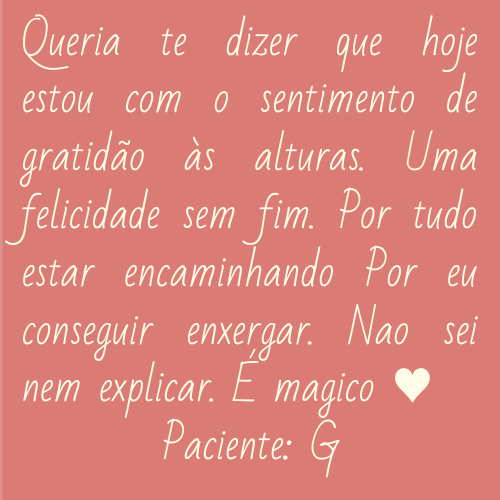 Queria te dizer que hoje
estou com o sentimento de
gratidão às alturas. Uma
felicidade sem fim. Por tudo
estar encaminhando Por eu
conseguir enxergar. Nao sei
nem explicar. É magico ♥
Paciente: G